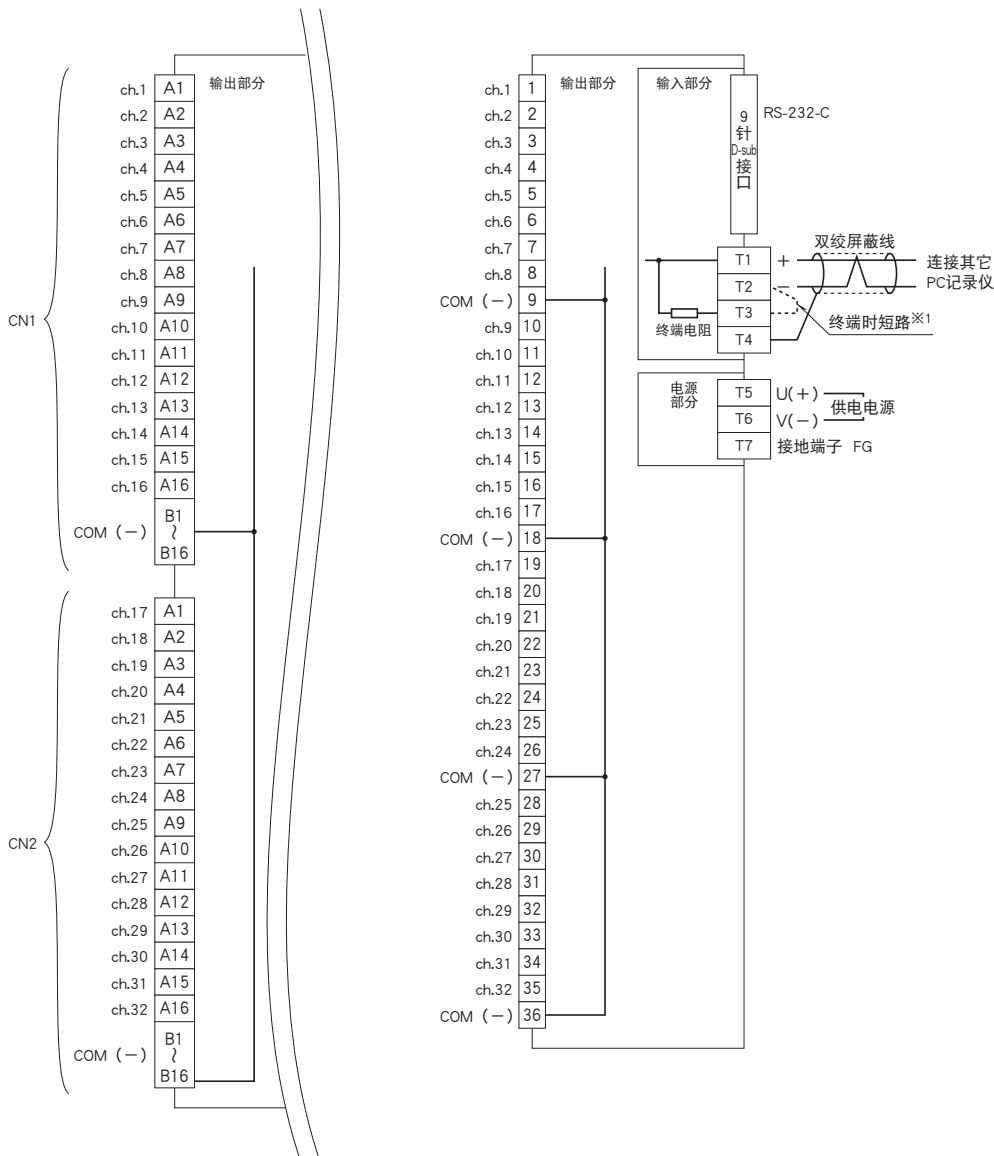 CN1
输出部分
ch.1 A1
ch.2 A2
ch.3 A3
ch.4 A4
ch.5 A5
ch.6 A6
ch.7 A7
ch.8 A8
ch.9 A9
ch.10 A10
ch.11 A11
ch.12 A12
ch.13 A13
ch.14 A14
ch.15 A15
ch.16 A16
COM（－） B1
～
B16
CN2
ch.17 A1
ch.18 A2
ch.19 A3
ch.20 A4
ch.21 A5
ch.22 A6
ch.23 A7
ch.24 A8
ch.25 A9
ch.26 A10
ch.27 A11
ch.28 A12
ch.29 A13
ch.30 A14
ch.31 A15
ch.32 A16
COM（－） B1
～
B16
输出部分
ch.1 1
ch.2 2
ch.3 3
ch.4 4
ch.5 5
ch.6 6
ch.7 7
ch.8 8
COM（－） 9
ch.9 10
ch.10 11
ch.11 12
ch.12 13
ch.13 14
ch.14 15
ch.15 16
ch.16 17
COM（－） 18
ch.17 19
ch.18 20
ch.19 21
ch.20 22
ch.21 23
ch.22 24
ch.23 25
ch.24 26
COM（－） 27
ch.25 28
ch.26 29
ch.27 30
ch.28 31
ch.29 32
ch.30 33
ch.31 34
ch.32 35
COM（－） 36
输入部分
9
针
D-sub
接
口
RS-232-C
双绞屏蔽线
T1 ＋
T2 －
T3
T4
连接其它
PC记录仪
终端电阻
终端时短路※1
电源
部分
T5 U(＋)
T6 V(－)
供电电源
T7 接地端子 FG